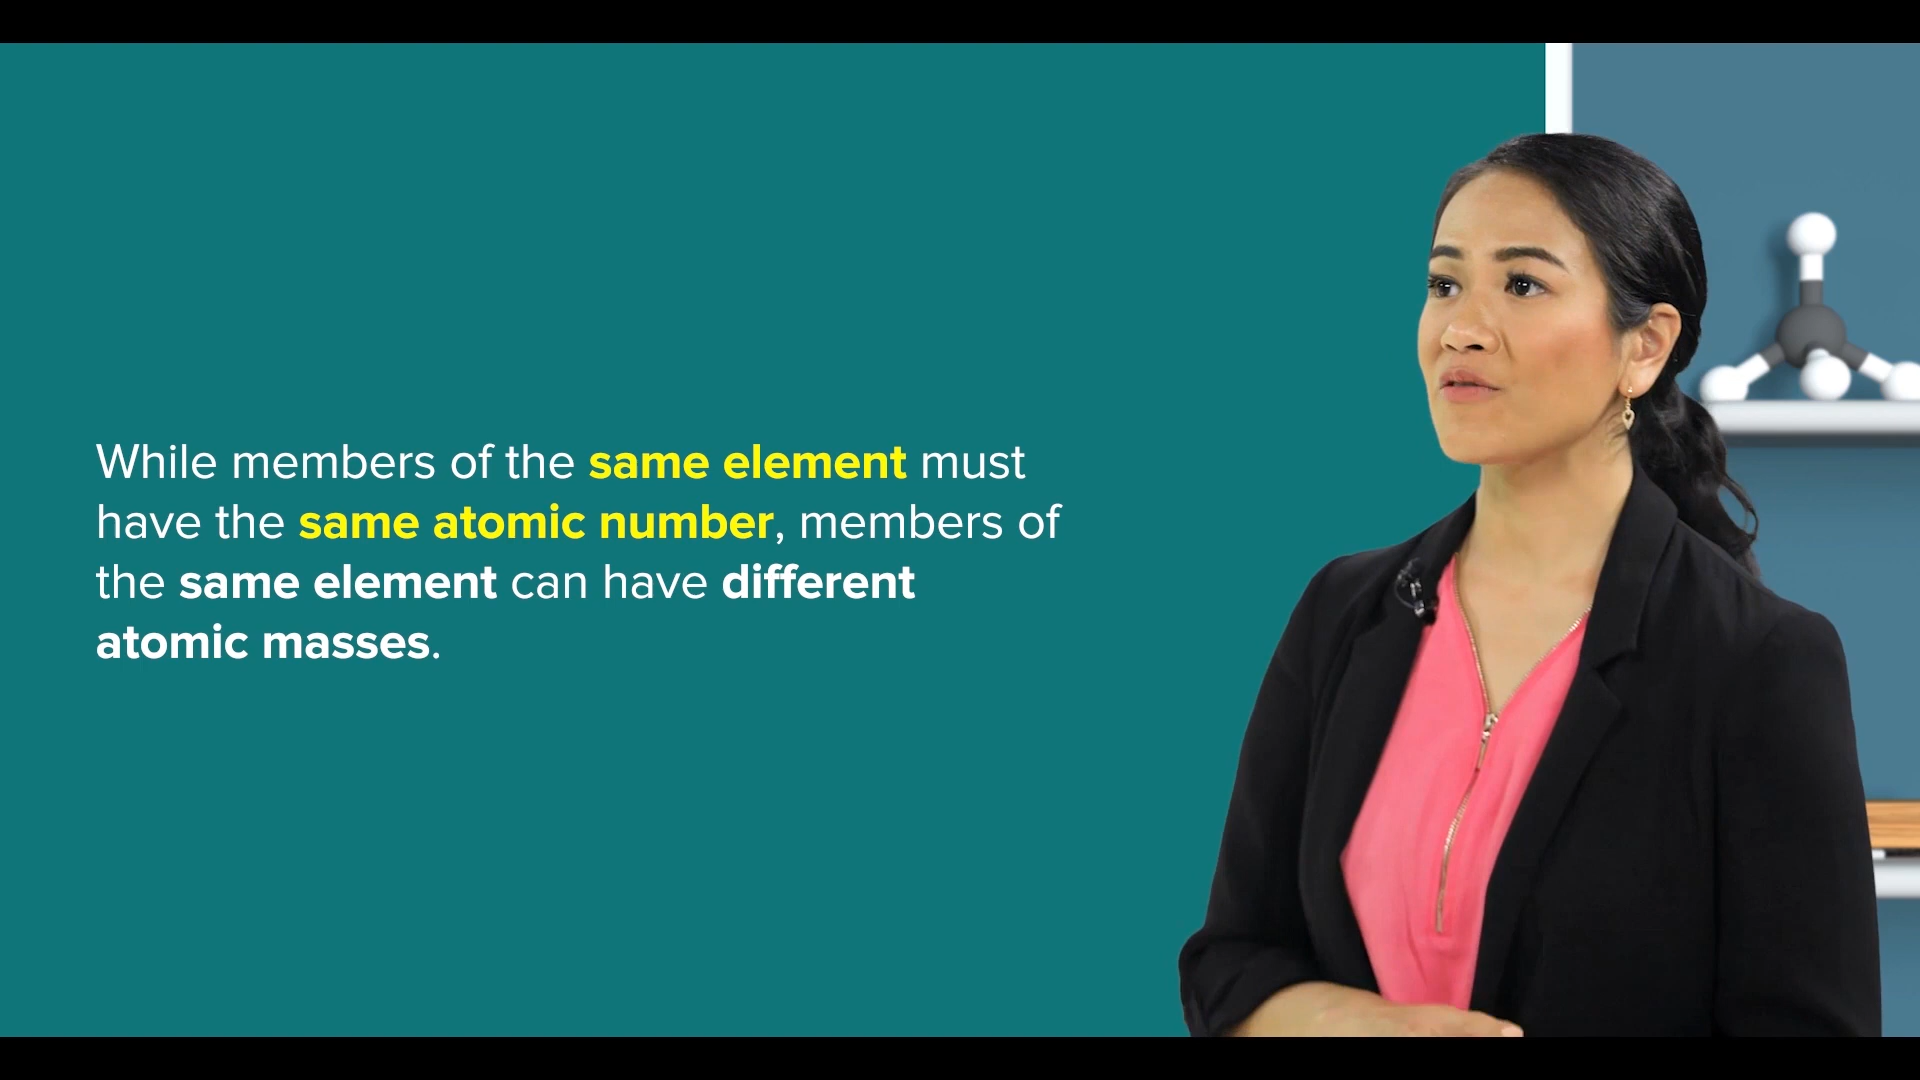 While members of the same element must
have the same atomic number, members of
the same element can have different
atomic masses.